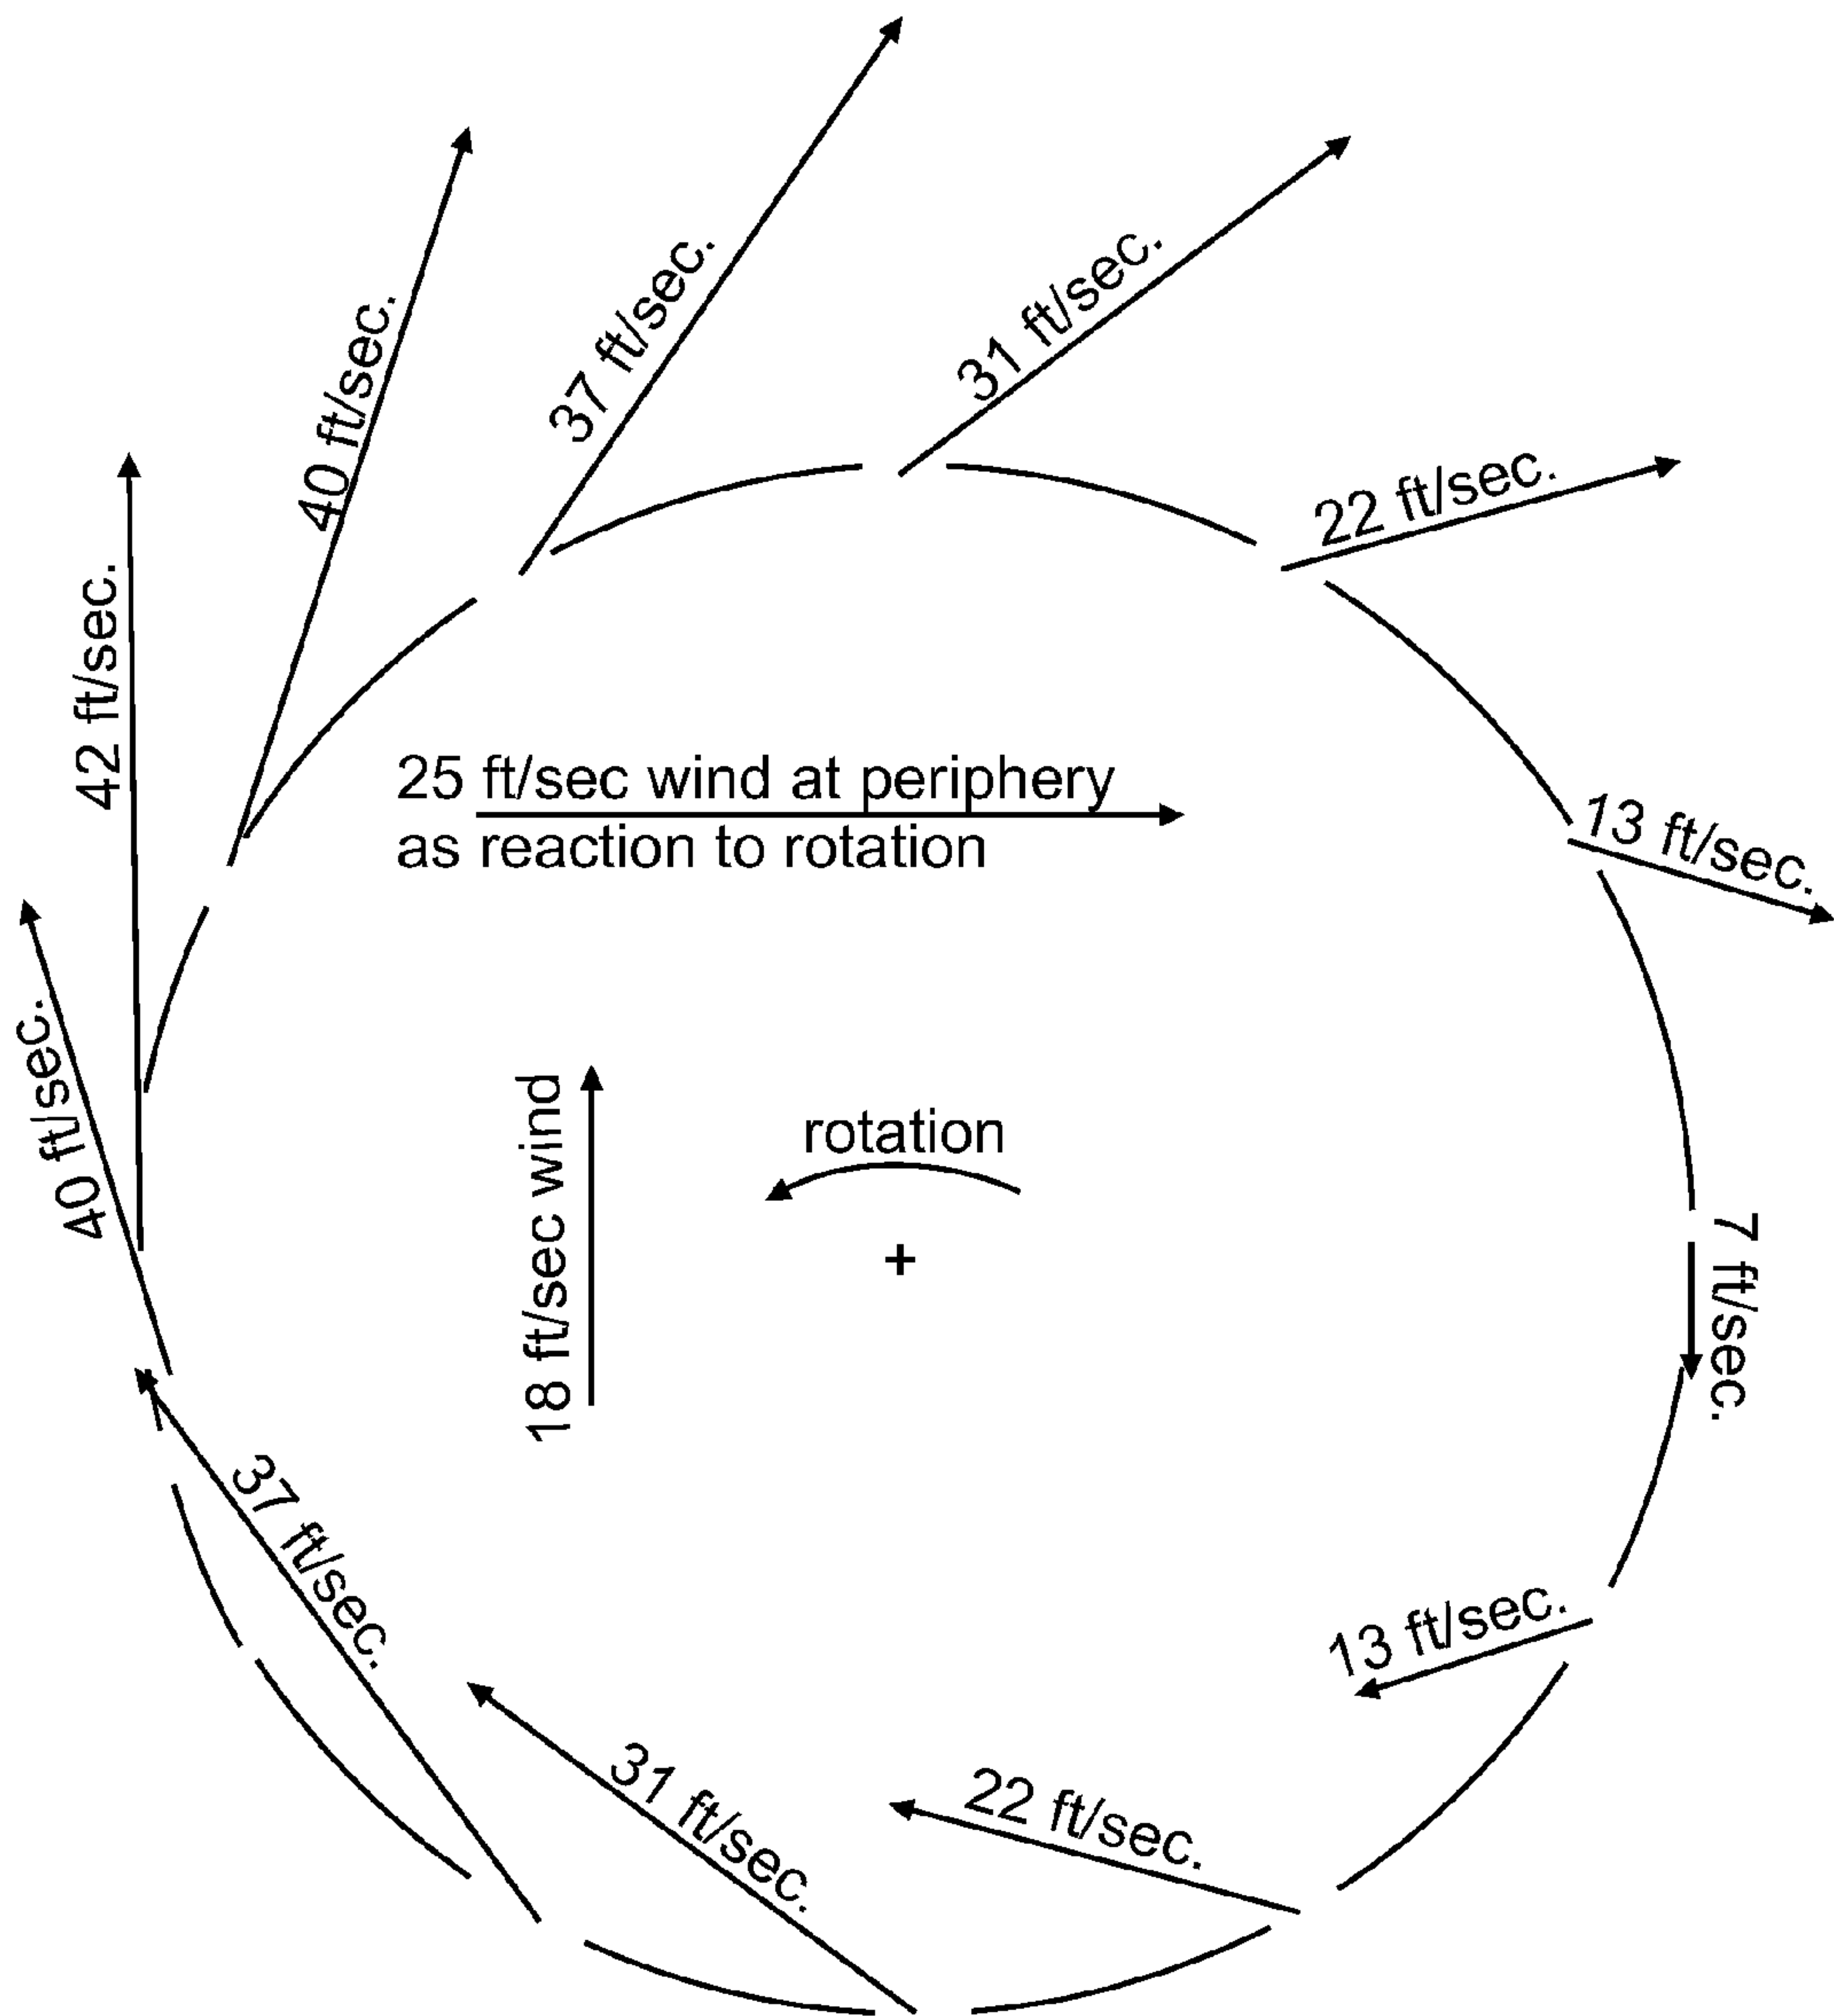 37 ft/sec.
31 ft/sec.
40 ft/sec.
22 ft/sec.
42 ft/sec.
25 ft/sec wind at periphery
as reaction to rotation
13 ft/sec.
40 ft/sec.
18 ft/sec wind
rotation
+
7 ft/sec.
37 ft/sec.
13 ft/sec.
31 ft/sec.
22 ft/sec.